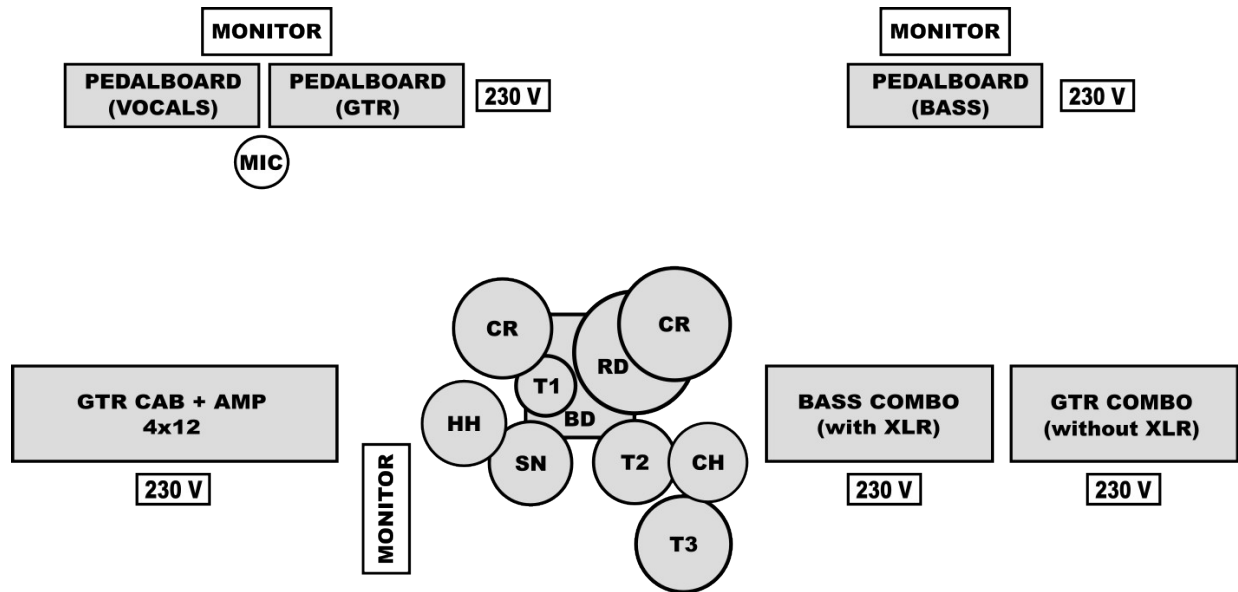 MONITOR
MONITOR
PEDALBOARD
(VOCALS)
PEDALBOARD
(GTR)
230 V
PEDALBOARD
(BASS)
230 V
MIC
CR
CR
RD
T1
BD
HH
SN
T2
CH
T3
GTR CAB + AMP
4x12
230 V
MONITOR
BASS COMBO
(with XLR)
230 V
GTR COMBO
(without XLR)
230 V